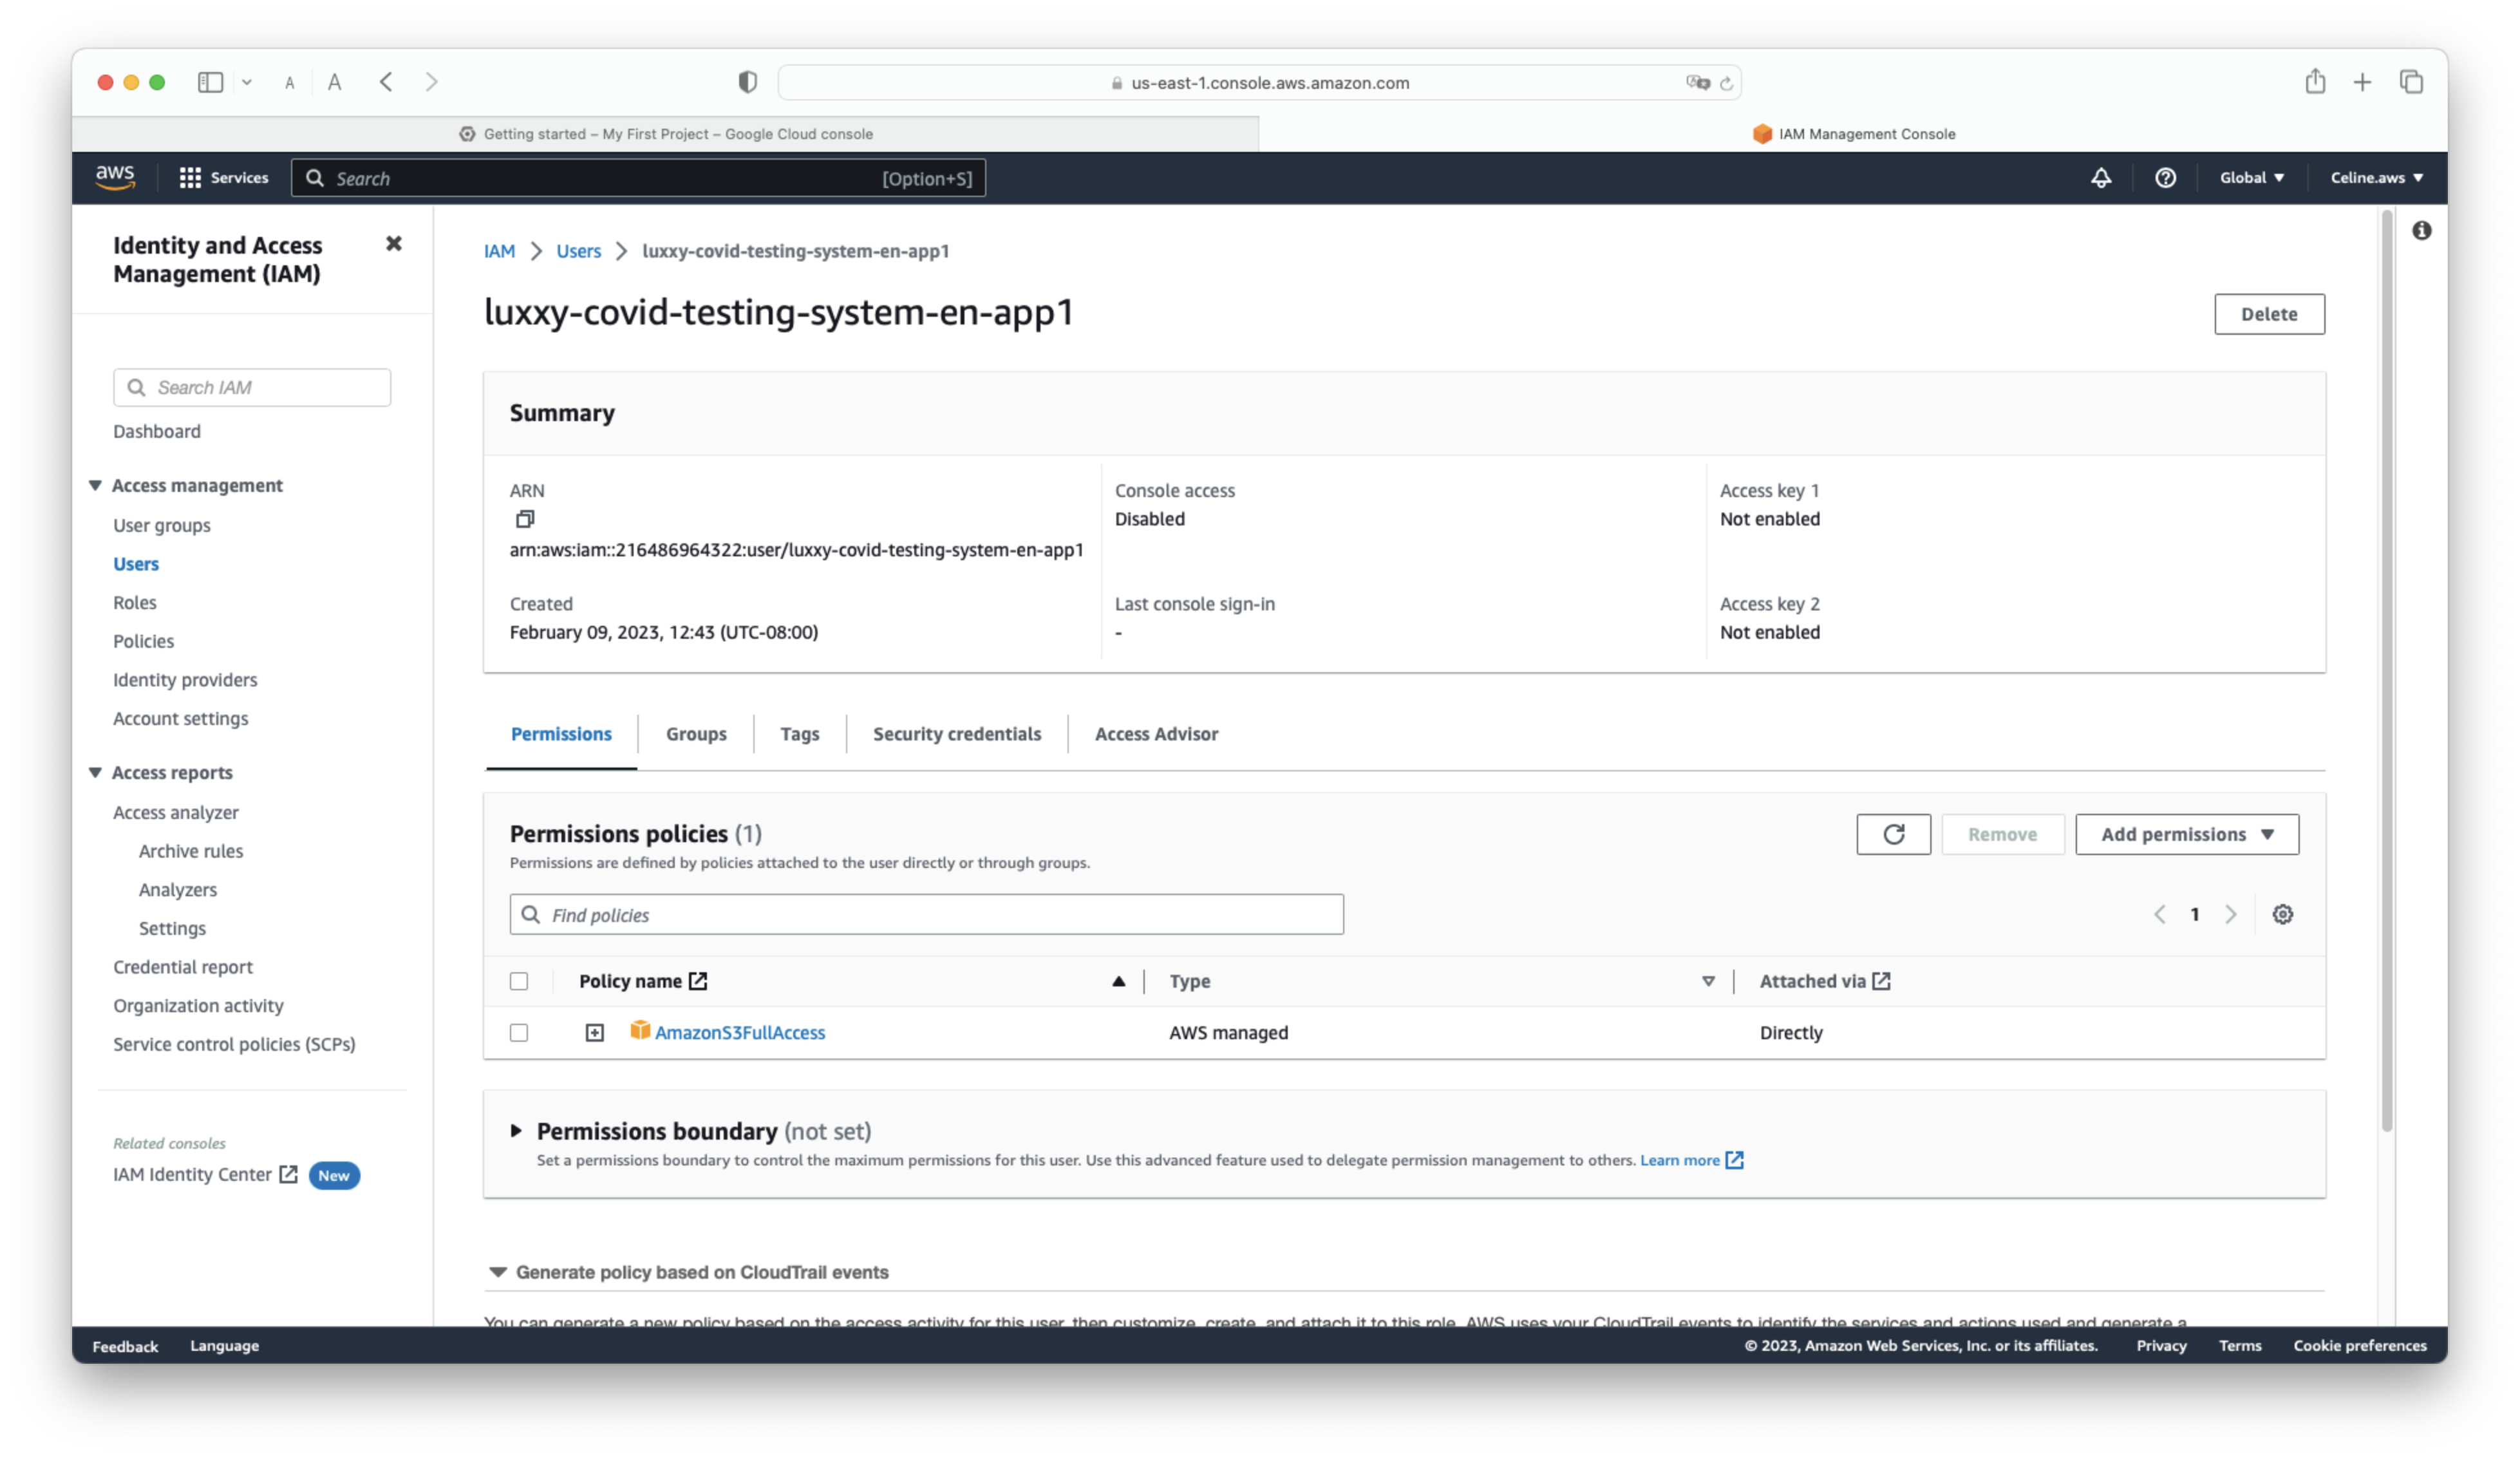 us-east-1.console.aws.amazon.com
Getting started – My First Project – Google Cloud console
IAM Management Console
aws
Services
Search
[Option+S]
Global
Celine.aws
Identity and Access
Management (IAM)
Search IAM
Dashboard
Access management
User groups
Users
Roles
Policies
Identity providers
Account settings
Access reports
Access analyzer
Archive rules
Analyzers
Settings
Credential report
Organization activity
Service control policies (SCPs)
Related consoles
IAM Identity Center
New
IAM > Users > luxxy-covid-testing-system-en-app1
luxxy-covid-testing-system-en-app1
Delete
Summary
ARN
arn:aws:iam::216486964322:user/luxxy-covid-testing-system-en-app1
Console access
Disabled
Access key 1
Not enabled
Created
February 09, 2023, 12:43 (UTC-08:00)
Last console sign-in
-
Access key 2
Not enabled
Permissions
Groups
Tags
Security credentials
Access Advisor
Permissions policies (1)
Permissions are defined by policies attached to the user directly or through groups.
Remove
Add permissions
Find policies
1
Policy name
Type
Attached via
AmazonS3FullAccess
AWS managed
Directly
Permissions boundary (not set)
Set a permissions boundary to control the maximum permissions for this user. Use this advanced feature used to delegate permission management to others. Learn more
Generate policy based on CloudTrail events
You can generate a new policy based on the access activity for this user, then customize, create, and attach it to this role. AWS uses your CloudTrail events to identify the services and actions used and generate a
Feedback
Language
© 2023, Amazon Web Services, Inc. or its affiliates.
Privacy
Terms
Cookie preferences